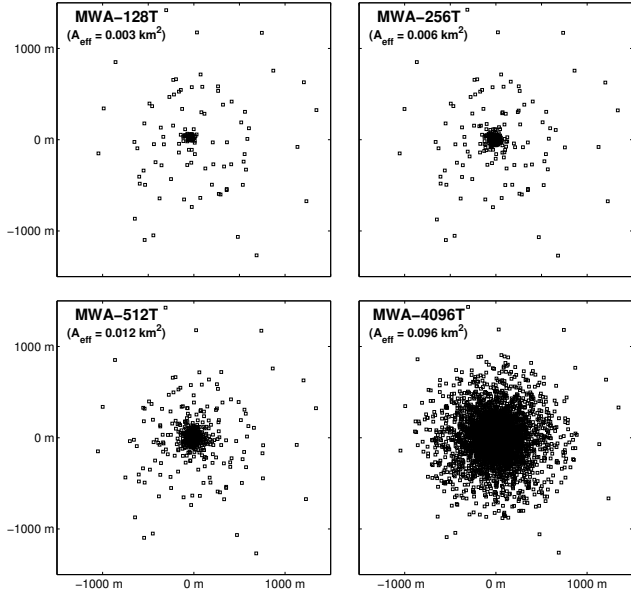 MWA−128T
(A_eff = 0.003 km²)
MWA−256T
(A_eff = 0.006 km²)
1000 m
0 m
−1000 m
MWA−512T
(A_eff = 0.012 km²)
MWA−4096T
(A_eff = 0.096 km²)
1000 m
0 m
−1000 m
−1000 m 0 m 1000 m
−1000 m 0 m 1000 m